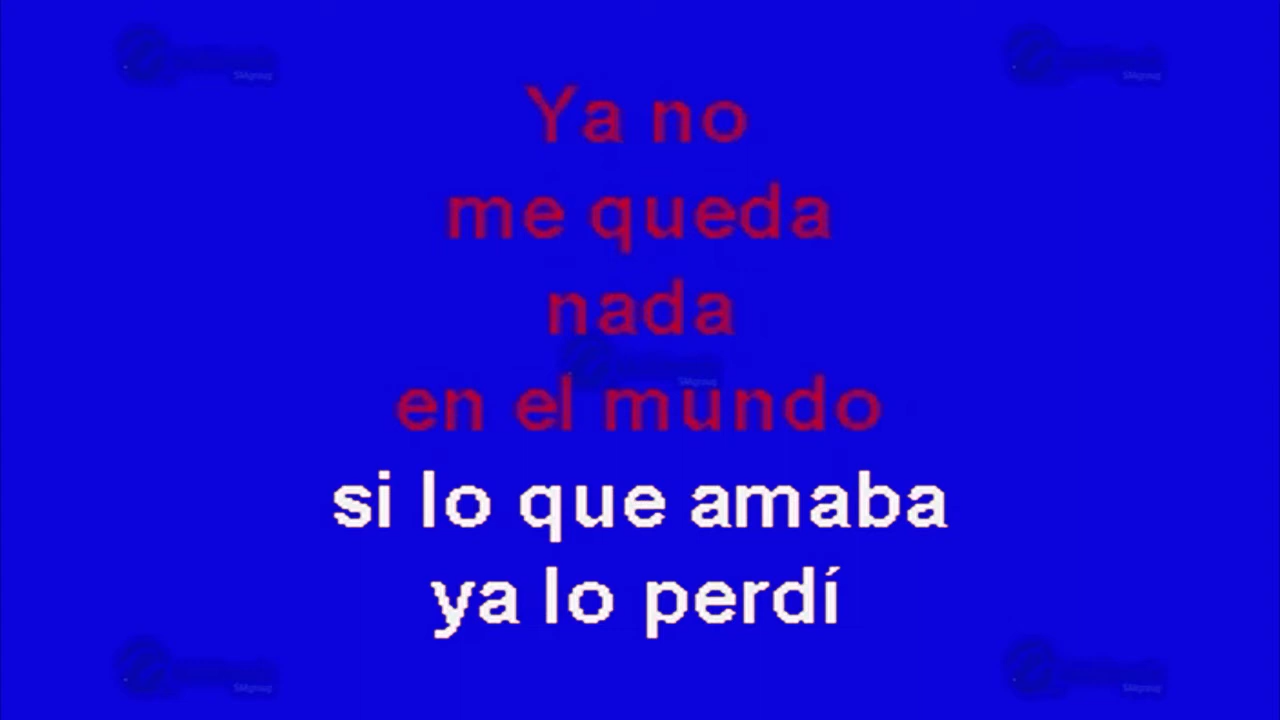 Ya no
me queda
nada
en el mundo
si lo que amaba
ya lo perdí